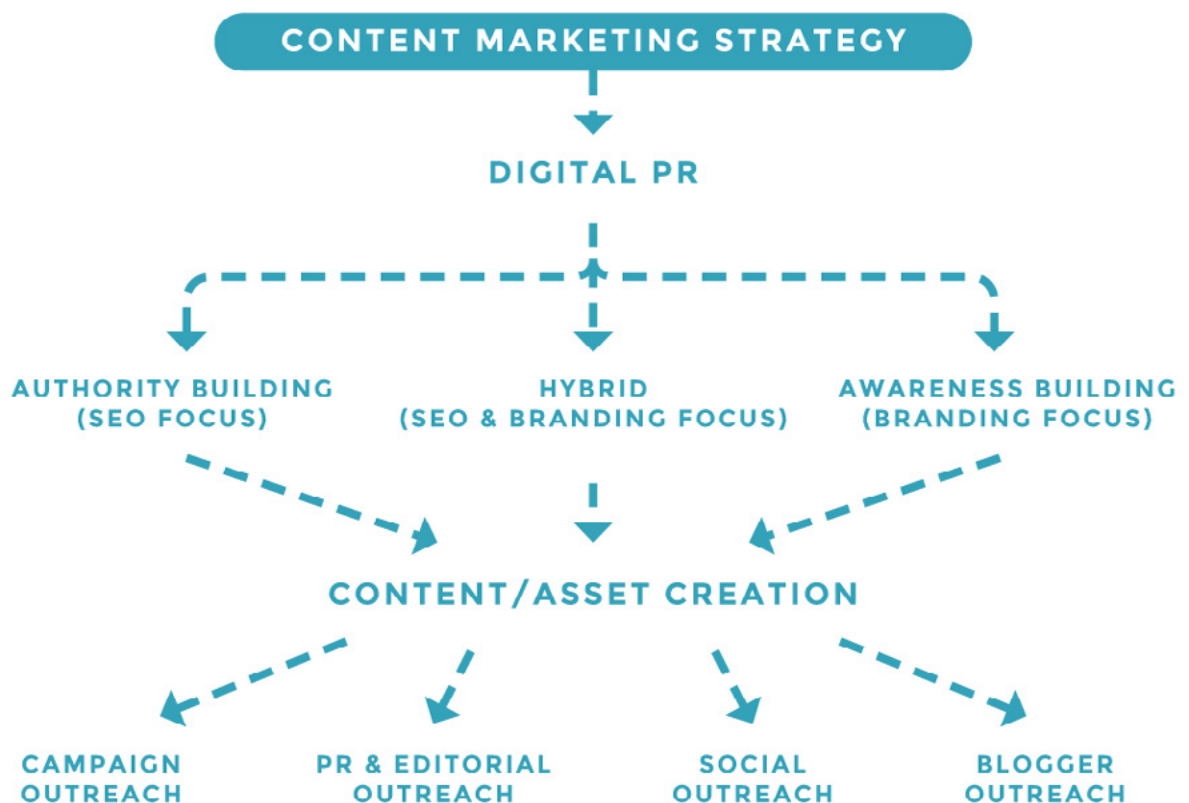 CONTENT MARKETING STRATEGY
DIGITAL PR
AUTHORITY BUILDING
(SEO FOCUS)
HYBRID
(SEO & BRANDING FOCUS)
AWARENESS BUILDING
(BRANDING FOCUS)
CONTENT/ASSET CREATION
CAMPAIGN
OUTREACH
PR & EDITORIAL
OUTREACH
SOCIAL
OUTREACH
BLOGGER
OUTREACH